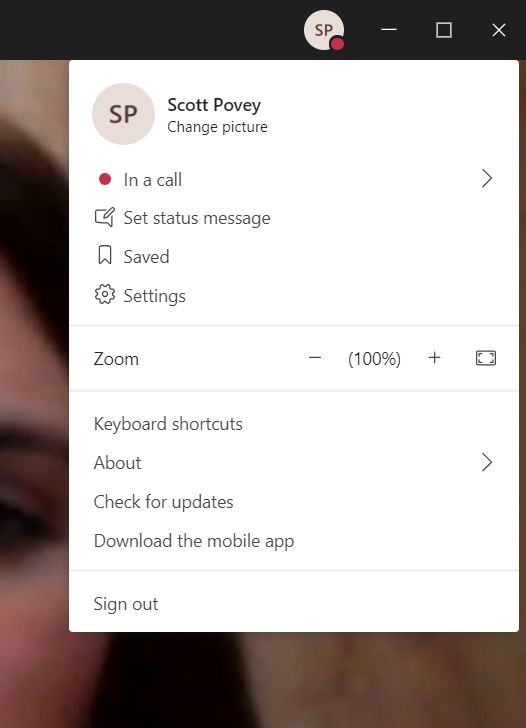 SP
SP
Scott Povey
Change picture
In a call
Set status message
Saved
Settings
Zoom
(100%)
Keyboard shortcuts
About
Check for updates
Download the mobile app
Sign out